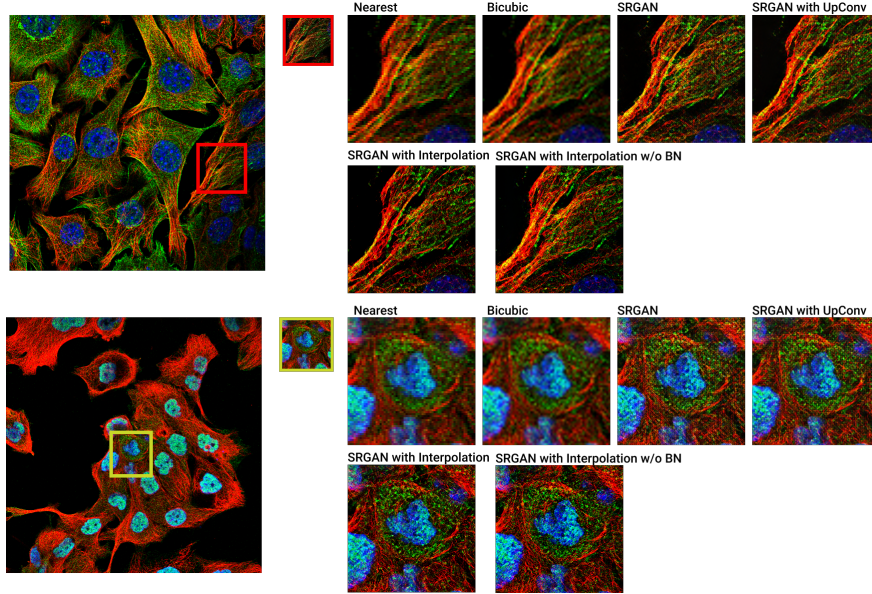 Nearest Bicubic SRGAN SRGAN with UpConv
SRGAN with Interpolation SRGAN with Interpolation w/o BN
Nearest Bicubic SRGAN SRGAN with UpConv
SRGAN with Interpolation SRGAN with Interpolation w/o BN